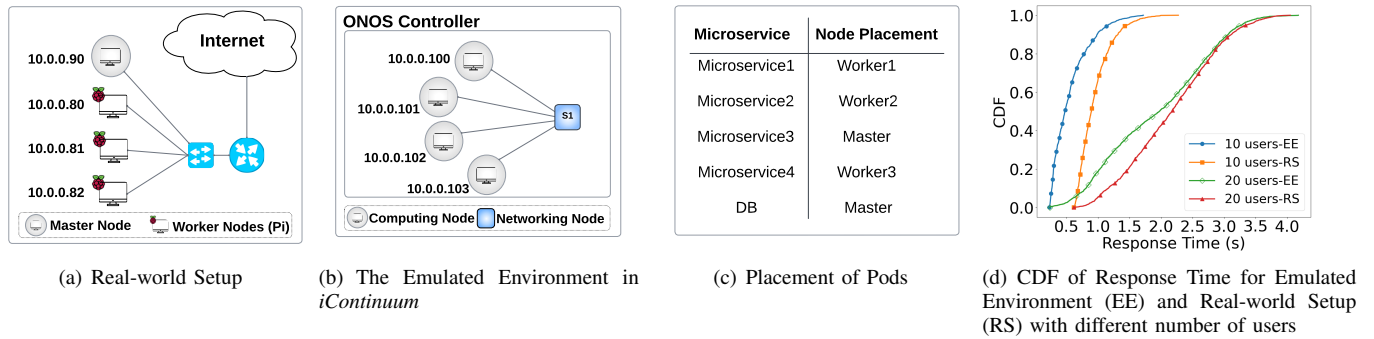 Internet
10.0.0.90
10.0.0.80
10.0.0.81
10.0.0.82
Master Node
Worker Nodes (Pi)
(a) Real-world Setup
ONOS Controller
10.0.0.100
10.0.0.101
10.0.0.102
10.0.0.103
S1
Computing Node
Networking Node
(b) The Emulated Environment in
iContinuum
Microservice Node Placement
Microservice1 Worker1
Microservice2 Worker2
Microservice3 Master
Microservice4 Worker3
DB Master
(c) Placement of Pods
CDF
1.0
0.8
0.6
0.4
0.2
0.0
10 users-EE
10 users-RS
20 users-EE
20 users-RS
0.5 1.0 1.5 2.0 2.5 3.0 3.5 4.0
Response Time (s)
(d) CDF of Response Time for Emulated
Environment (EE) and Real-world Setup
(RS) with different number of users